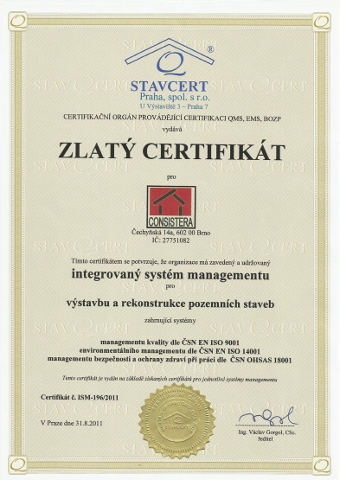 Q ®
STAVCERT
Praha, spol. s r.o.
U Výstaviště 3 – Praha 7
CERTIFIKAČNÍ ORGÁN PROVÁDĚJÍCÍ CERTIFIKACI QMS, EMS, BOZP
vydává
ZLATÝ CERTIFIKÁT
pro
CONSISTERA
Čechyňská 14a, 602 00 Brno
IČ: 27751082
Tímto certifikátem se potvrzuje, že organizace má zavedený a udržovaný
integrovaný systém managementu
pro
výstavbu a rekonstrukce pozemních staveb
zahrnující systémy
managementu kvality dle ČSN EN ISO 9001
environmentálního managementu dle ČSN EN ISO 14001
managementu bezpečnosti a ochrany zdraví při práci dle ČSN OHSAS 18001
Tento certifikát je vydán na základě získaných certifikátů pro jednotlivé systémy managementu
Certifikát č. ISM-196/2011
V Praze dne 31.8.2011
Ing. Václav Gorgol, CSc.
ředitel